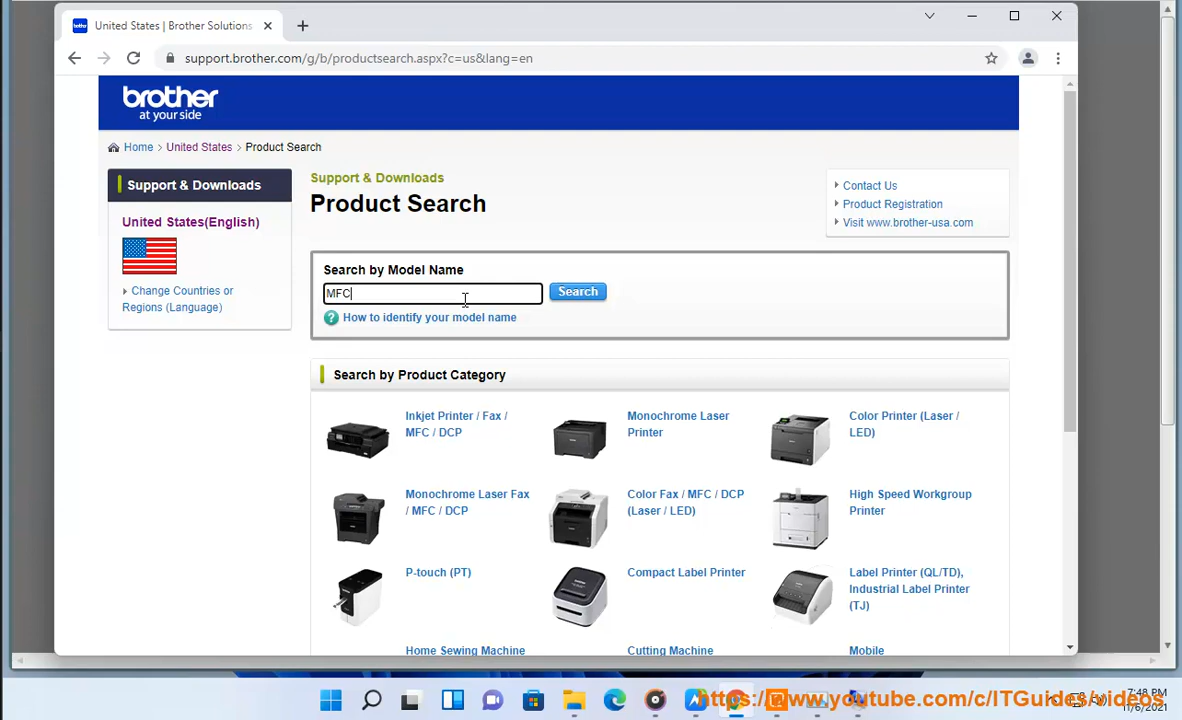 United States | Brother Solutions
support.brother.com/g/b/productsearch.aspx?c=us&lang=en
brother
at your side
Home > United States > Product Search
Support & Downloads
United States(English)
Change Countries or
Regions (Language)
Support & Downloads
Product Search
Contact Us
Product Registration
Visit www.brother-usa.com
Search by Model Name
MFC
Search
? How to identify your model name
Search by Product Category
Inkjet Printer / Fax /
MFC / DCP
Monochrome Laser
Printer
Color Printer (Laser /
LED)
Monochrome Laser Fax
/ MFC / DCP
Color Fax / MFC / DCP
(Laser / LED)
High Speed Workgroup
Printer
P-touch (PT)
Compact Label Printer
Label Printer (QL/TD),
Industrial Label Printer
(TJ)
Home Sewing Machine
Cutting Machine
Mobile
https://www.youtube.com/c/ITGuides/videos
7:48 PM
11/6/2021